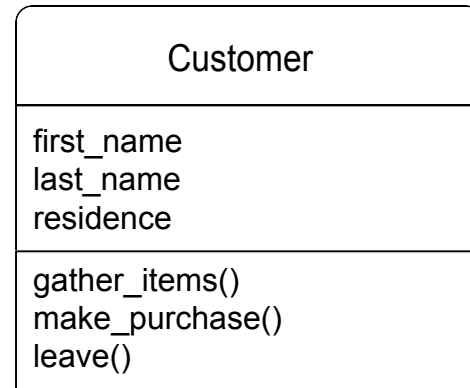 Customer
first_name
last_name
residence
gather_items()
make_purchase()
leave()